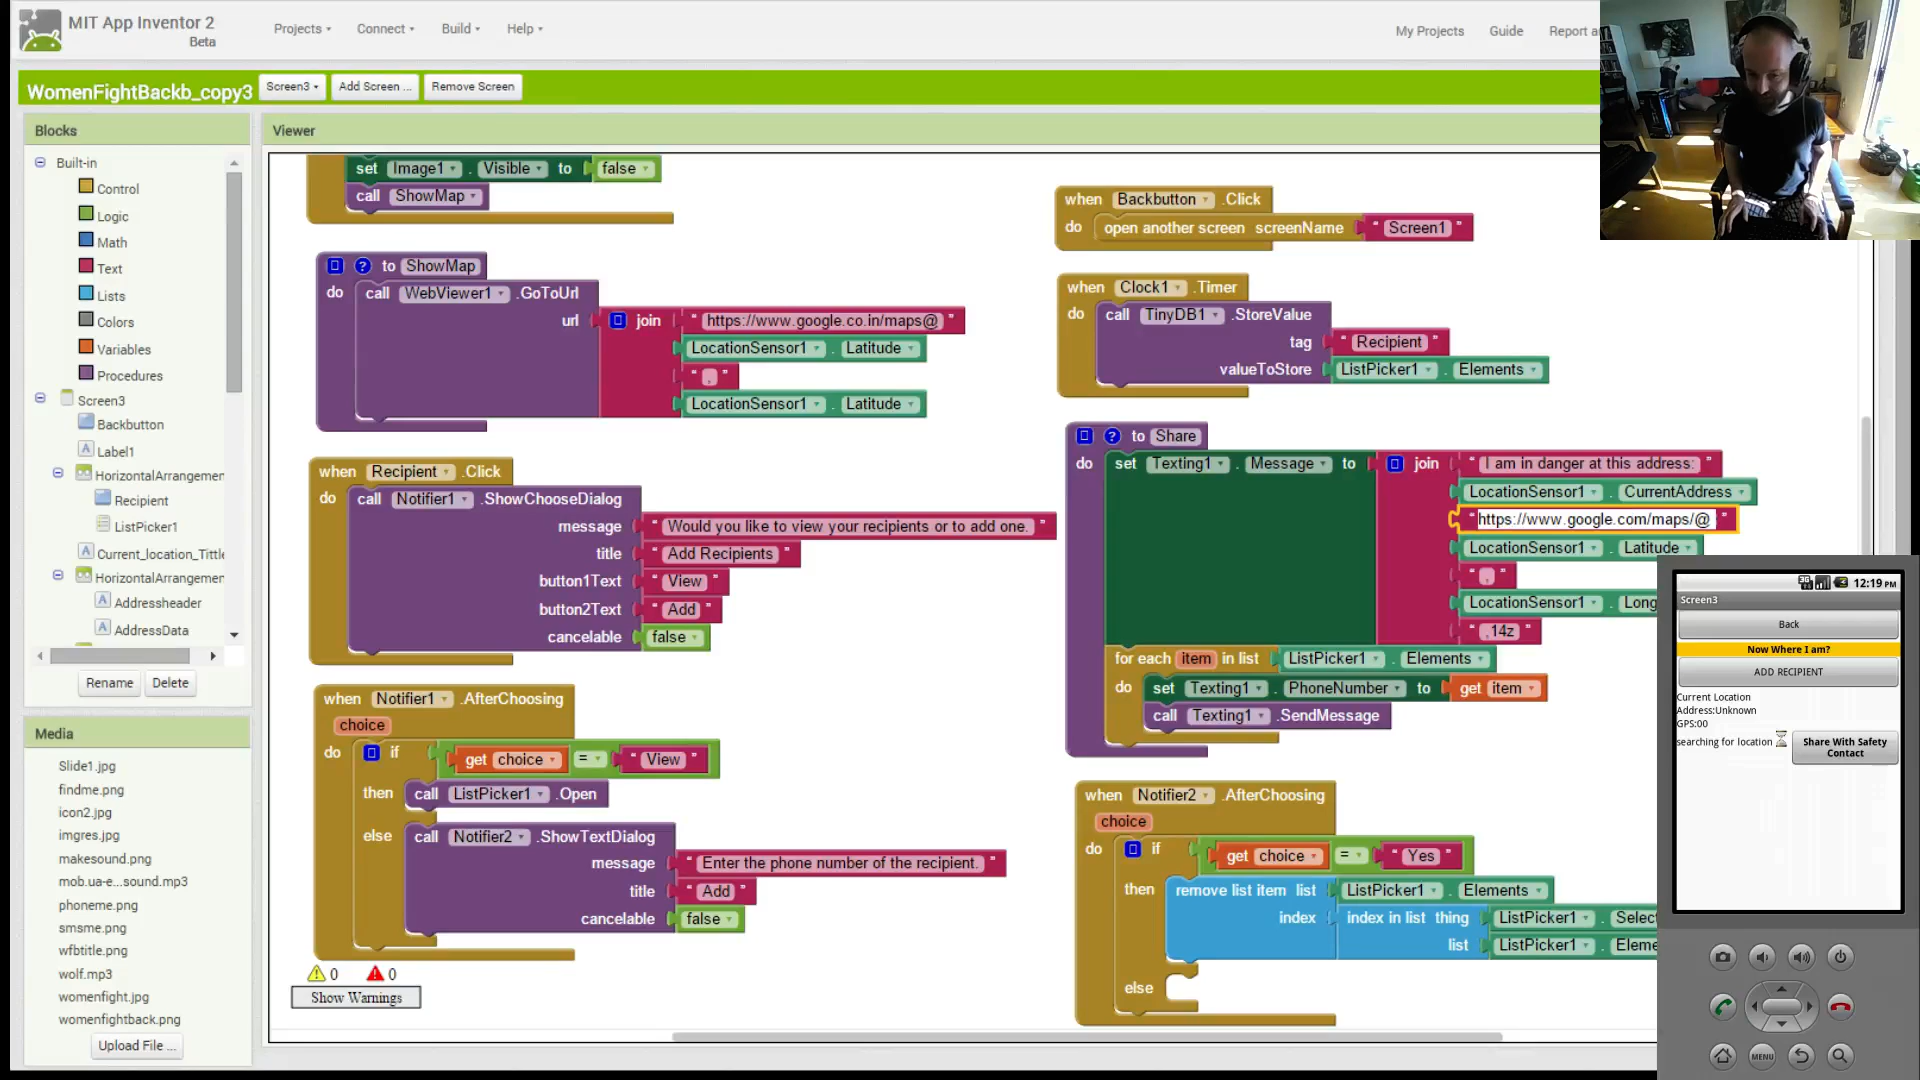 MIT App Inventor 2
Beta
Projects
Connect
Build
Help
My Projects
Guide
Report a
WomenFightBackb_copy3
Screen3
Add Screen ...
Remove Screen
Blocks
Built-in
Control
Logic
Math
Text
Lists
Colors
Variables
Procedures
Screen3
Backbutton
Label1
HorizontalArrangemen
Recipient
ListPicker1
Current_location_Tittle
HorizontalArrangemen
Addressheader
AddressData
Rename
Delete
Media
Slide1.jpg
findme.png
icon2.jpg
imgres.jpg
makesound.png
mob.ua-e...sound.mp3
phoneme.png
smsme.png
wfbtitle.png
wolf.mp3
womenfight.jpg
womenfightback.png
Upload File ...
Viewer
set Image1 . Visible to false
call ShowMap
? to ShowMap
do call WebViewer1 .GoToUrl
url join " https://www.google.co.in/maps@ "
LocationSensor1 . Latitude
" , "
LocationSensor1 . Latitude
when Recipient .Click
do call Notifier1 .ShowChooseDialog
message " Would you like to view your recipients or to add one. "
title " Add Recipients "
button1Text " View "
button2Text " Add "
cancelable false
when Notifier1 .AfterChoosing
choice
do if get choice = " View "
then call ListPicker1 .Open
else call Notifier2 .ShowTextDialog
message " Enter the phone number of the recipient. "
title " Add "
cancelable false
0 0
Show Warnings
when Backbutton .Click
do open another screen screenName " Screen1 "
when Clock1 .Timer
do call TinyDB1 .StoreValue
tag " Recipient "
valueToStore ListPicker1 . Elements
? to Share
do set Texting1 . Message to join " I am in danger at this address: "
LocationSensor1 . CurrentAddress
" https://www.google.com/maps/@ "
LocationSensor1 . Latitude
" , "
LocationSensor1 . Long
" ,14z "
for each item in list ListPicker1 . Elements
do set Texting1 . PhoneNumber to get item
call Texting1 .SendMessage
when Notifier2 .AfterChoosing
choice
do if get choice = " Yes "
then remove list item list ListPicker1 . Elements
index index in list thing ListPicker1 . Select
list ListPicker1 . Eleme
else
12:19 PM
Screen3
Back
Now Where I am?
ADD RECIPIENT
Current Location
Address:Unknown
GPS:00
searching for location
Share With Safety
Contact
MENU